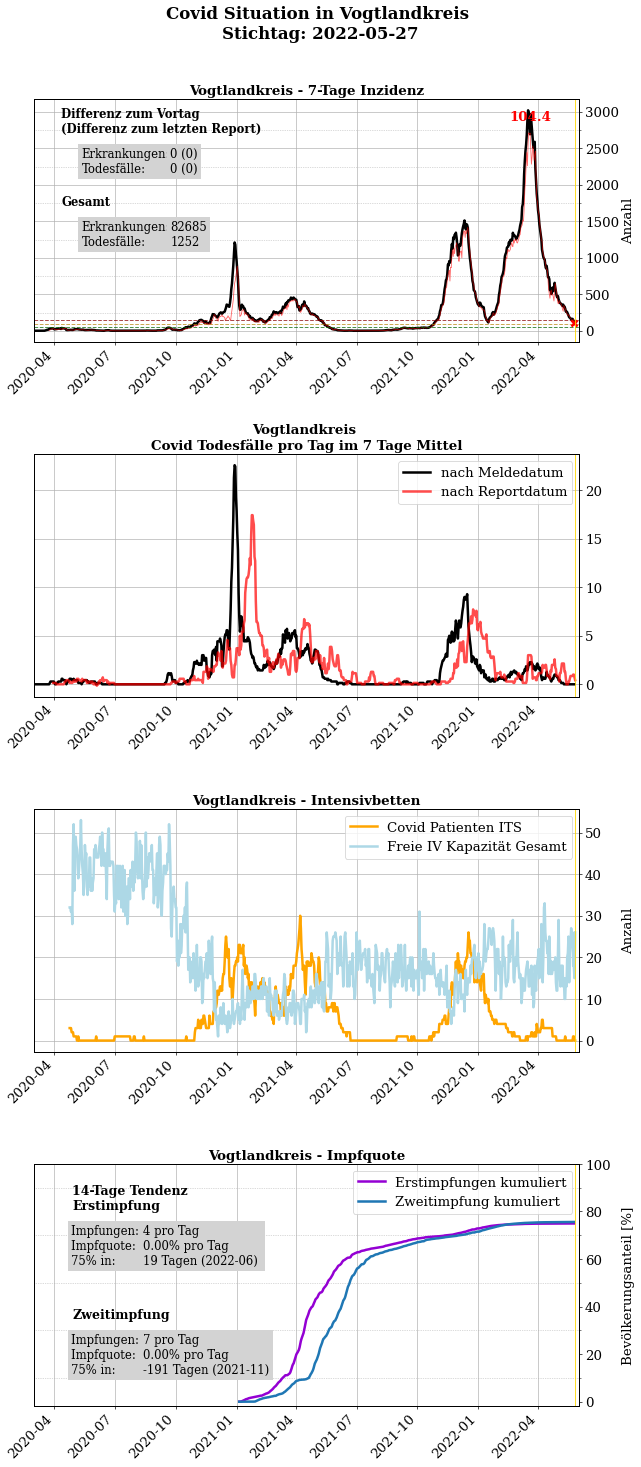 Covid Situation in Vogtlandkreis
Stichtag: 2022-05-27
Vogtlandkreis - 7-Tage Inzidenz
Differenz zum Vortag
(Differenz zum letzten Report)
Erkrankungen 0 (0)
Todesfälle: 0 (0)
Gesamt
Erkrankungen 82685
Todesfälle: 1252
104.4
3000
2500
2000
1500
1000
500
0
Anzahl
2020-04 2020-07 2020-10 2021-01 2021-04 2021-07 2021-10 2022-01 2022-04
Vogtlandkreis
Covid Todesfälle pro Tag im 7 Tage Mittel
nach Meldedatum
nach Reportdatum
20
15
10
5
0
2020-04 2020-07 2020-10 2021-01 2021-04 2021-07 2021-10 2022-01 2022-04
Vogtlandkreis - Intensivbetten
Covid Patienten ITS
Freie IV Kapazität Gesamt
50
40
30
20
10
0
Anzahl
2020-04 2020-07 2020-10 2021-01 2021-04 2021-07 2021-10 2022-01 2022-04
Vogtlandkreis - Impfquote
14-Tage Tendenz
Erstimpfung
Impfungen: 4 pro Tag
Impfquote: 0.00% pro Tag
75% in: 19 Tagen (2022-06)
Zweitimpfung
Impfungen: 7 pro Tag
Impfquote: 0.00% pro Tag
75% in: -191 Tagen (2021-11)
Erstimpfungen kumuliert
Zweitimpfung kumuliert
100
80
60
40
20
0
Bevölkerungsanteil [%]
2020-04 2020-07 2020-10 2021-01 2021-04 2021-07 2021-10 2022-01 2022-04